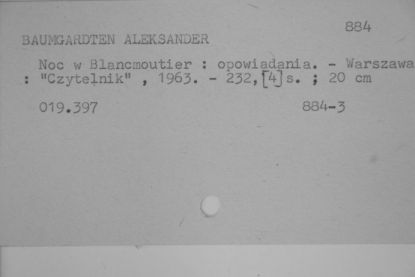 884
BAUMGARDTEN ALEKSANDER
Noc w Blancmoutier : opowiadania. - Warszawa
: "Czytelnik" , 1963. - 232,[4]s. ; 20 cm
019.397 884-3